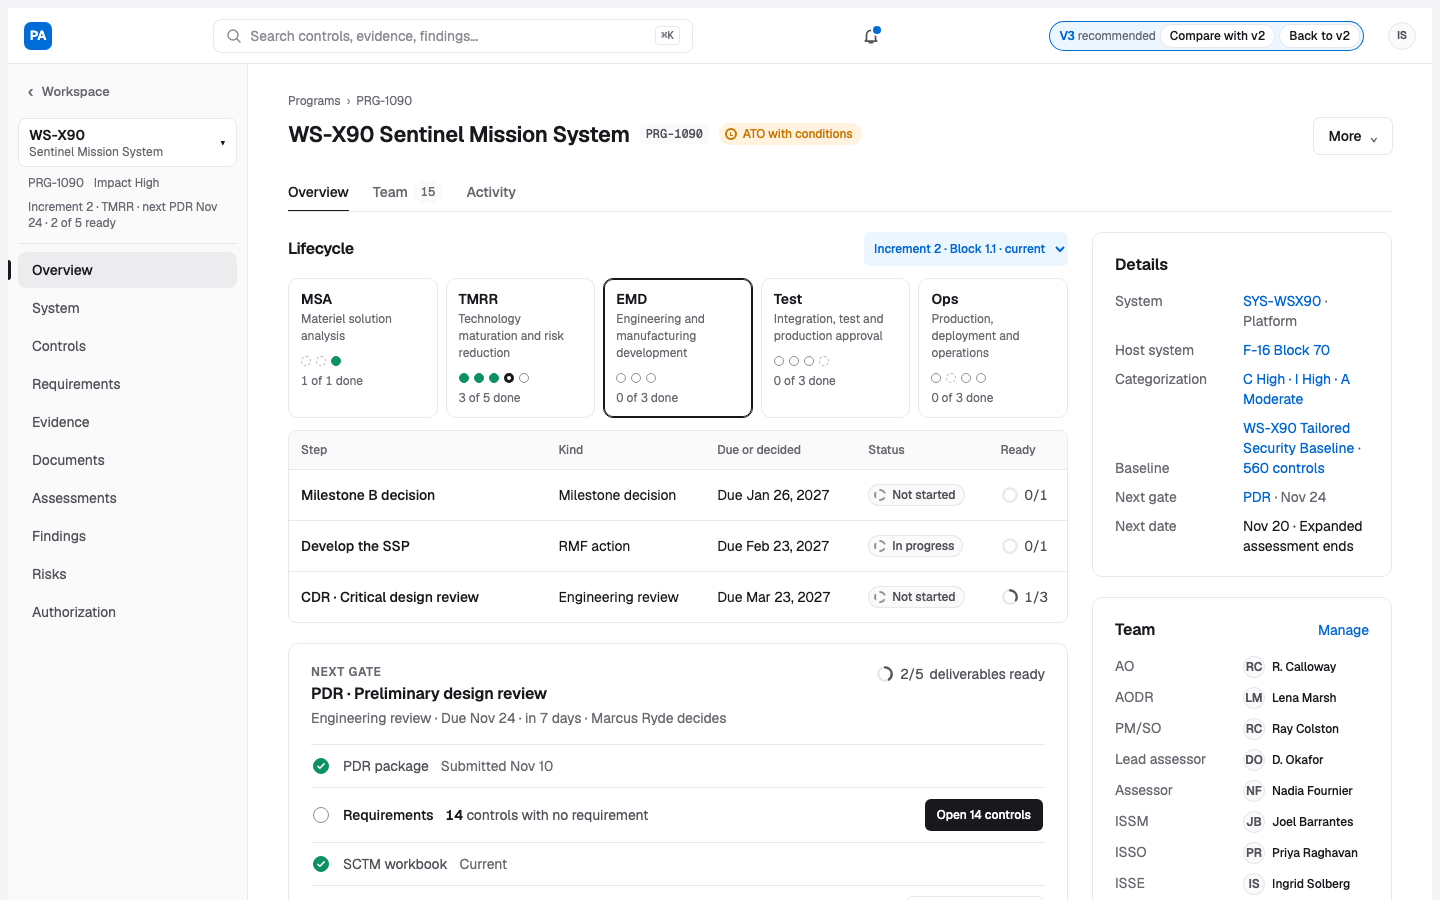 PA
Search controls, evidence, findings...
⌘K
V3 recommended
Compare with v2
Back to v2
IS
‹ Workspace
WS-X90
Sentinel Mission System
PRG-1090 Impact High
Increment 2 · TMRR · next PDR Nov
24 · 2 of 5 ready
Overview
System
Controls
Requirements
Evidence
Documents
Assessments
Findings
Risks
Authorization
Programs › PRG-1090
WS-X90 Sentinel Mission System
PRG-1090
ATO with conditions
More
Overview
Team 15
Activity
Lifecycle
Increment 2 · Block 1.1 · current
MSA
Materiel solution
analysis
1 of 1 done
TMRR
Technology
maturation and risk
reduction
3 of 5 done
EMD
Engineering and
manufacturing
development
0 of 3 done
Test
Integration, test and
production approval
0 of 3 done
Ops
Production,
deployment and
operations
0 of 3 done
Step Kind Due or decided Status Ready
Milestone B decision Milestone decision Due Jan 26, 2027 Not started 0/1
Develop the SSP RMF action Due Feb 23, 2027 In progress 0/1
CDR · Critical design review Engineering review Due Mar 23, 2027 Not started 1/3
NEXT GATE
PDR · Preliminary design review
Engineering review · Due Nov 24 · in 7 days · Marcus Ryde decides
2/5 deliverables ready
PDR package Submitted Nov 10
Requirements 14 controls with no requirement
Open 14 controls
SCTM workbook Current
Details
System SYS-WSX90 ·
Platform
Host system F-16 Block 70
Categorization C High · I High · A
Moderate
WS-X90 Tailored
Security Baseline ·
Baseline 560 controls
Next gate PDR · Nov 24
Next date Nov 20 · Expanded
assessment ends
Team
Manage
AO RC R. Calloway
AODR LM Lena Marsh
PM/SO RC Ray Colston
Lead assessor DO D. Okafor
Assessor NF Nadia Fournier
ISSM JB Joel Barrantes
ISSO PR Priya Raghavan
ISSE IS Ingrid Solberg